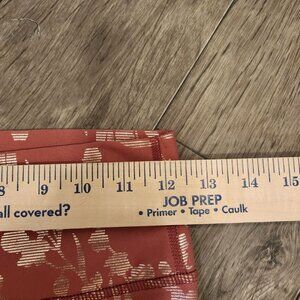 8 9 10 11 12 13 14 15
all covered? JOB PREP
• Primer • Tape • Caulk